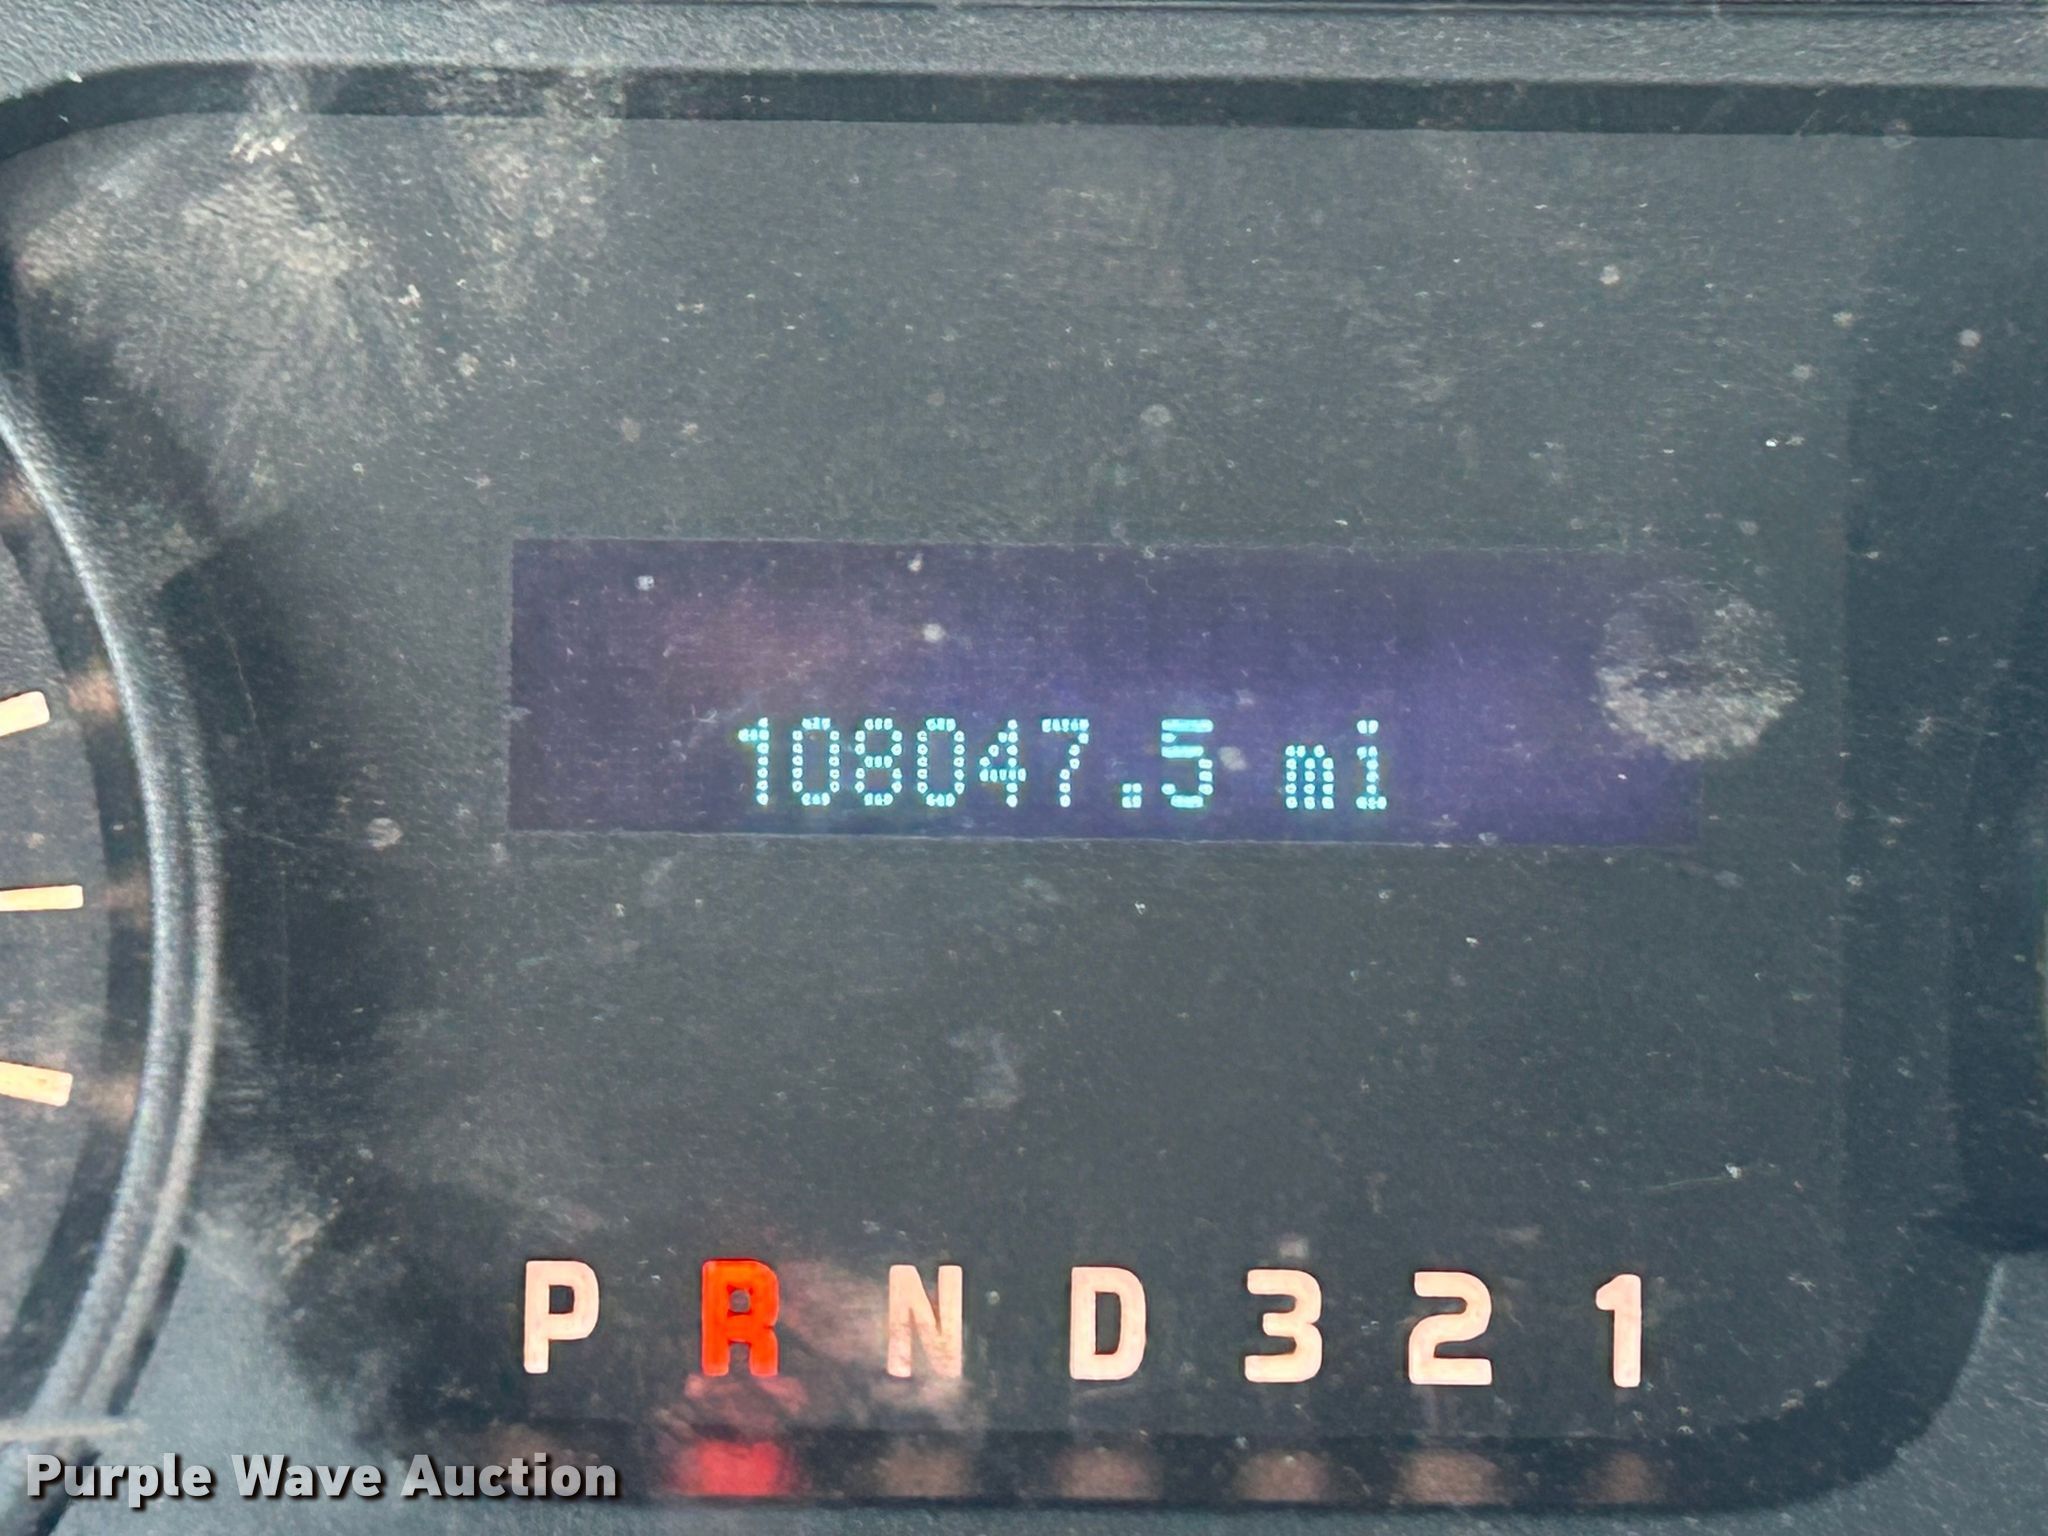 108047.5 mi
P R N D 3 2 1
Purple Wave Auction